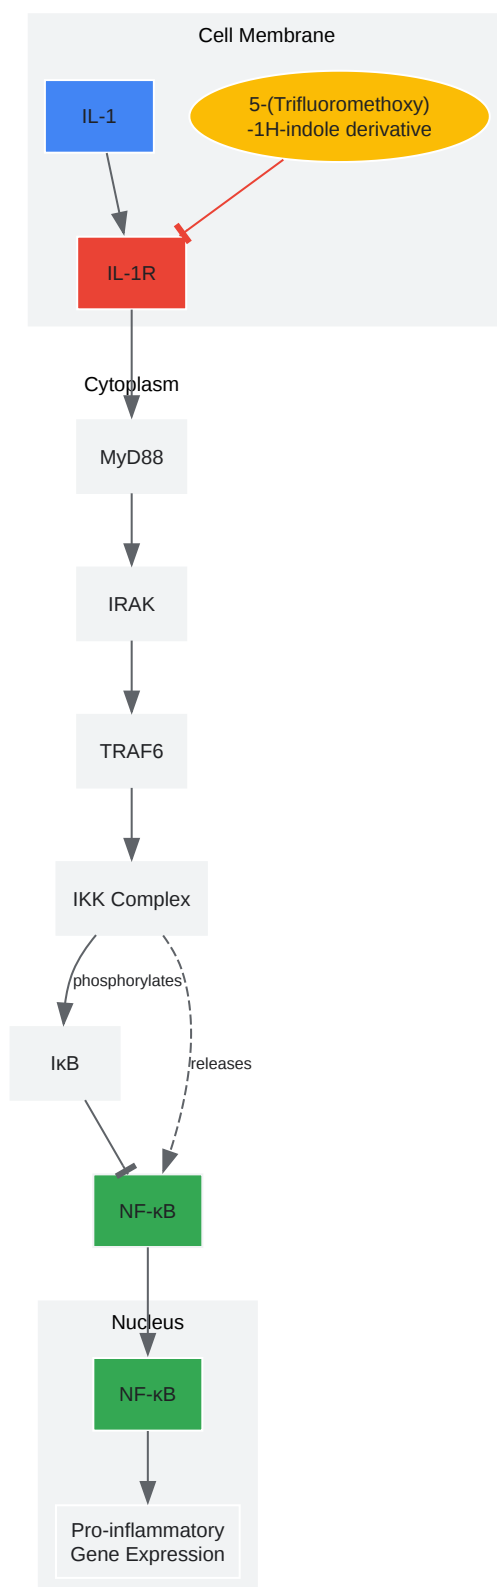 Cell Membrane
IL-1
5-(Trifluoromethoxy)
-1H-indole derivative
IL-1R
Cytoplasm
MyD88
IRAK
TRAF6
IKK Complex
phosphorylates
IκB
releases
NF-κB
Nucleus
NF-κB
Pro-inflammatory
Gene Expression